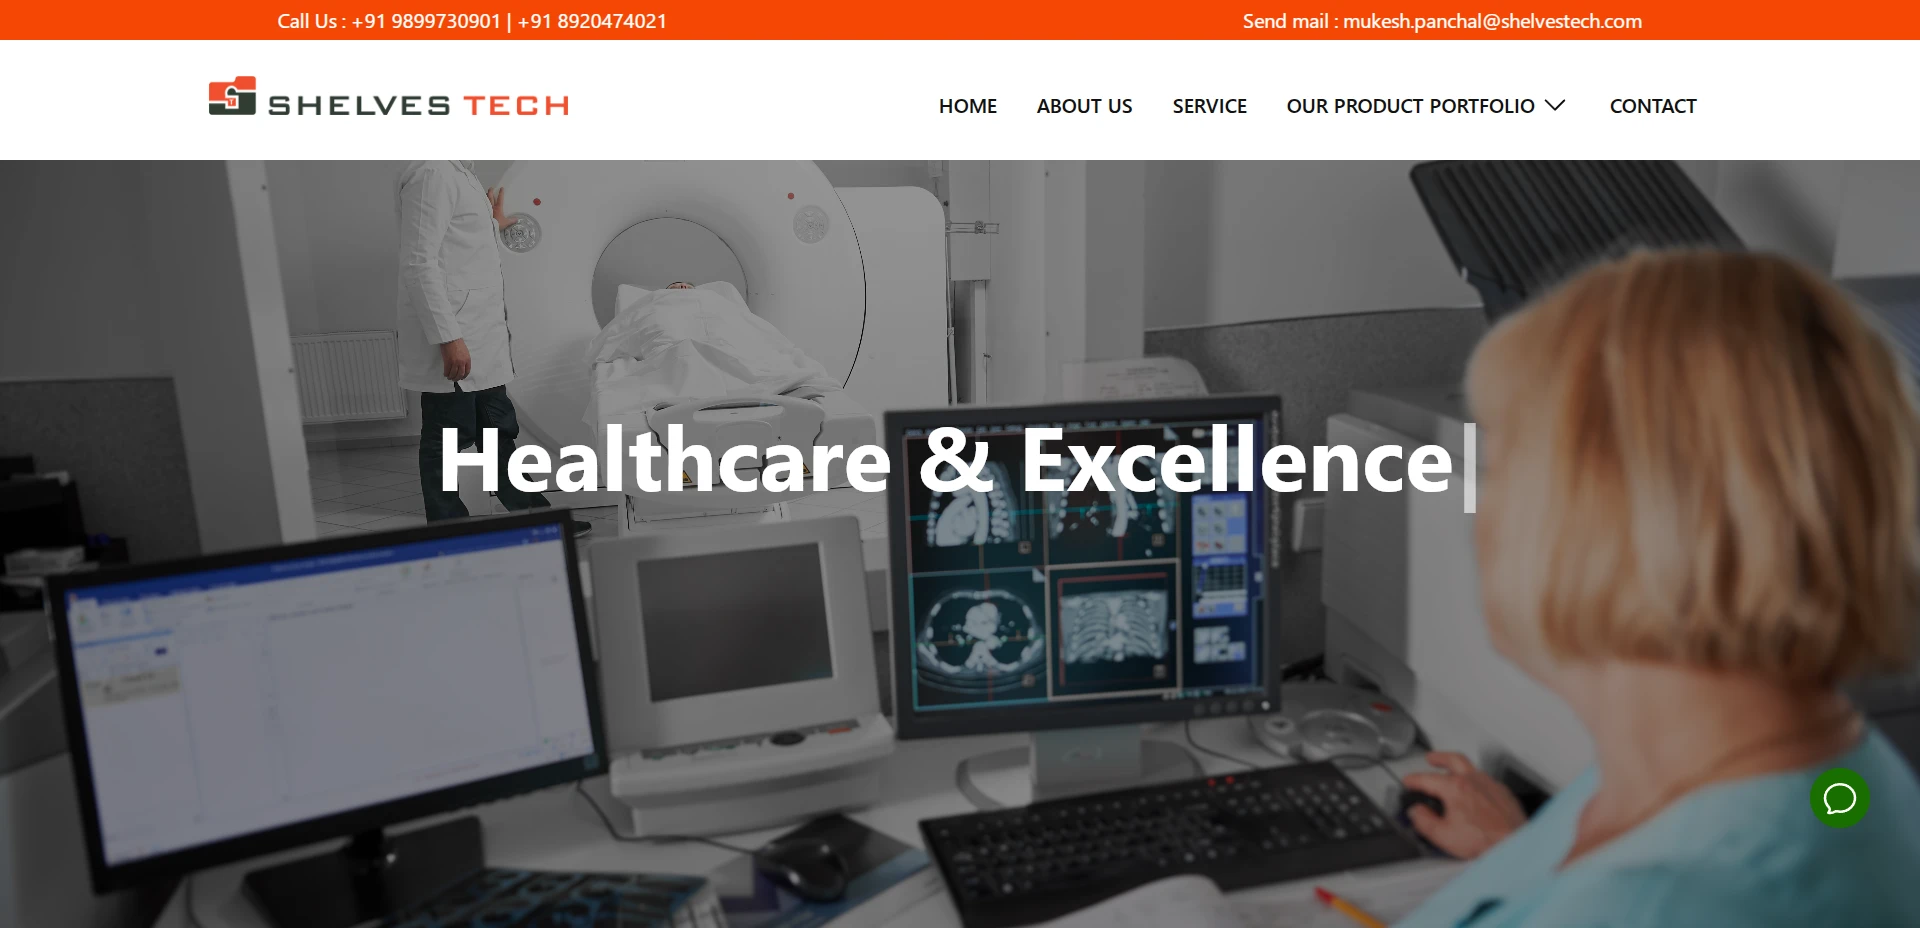 Call Us : +91 9899730901 | +91 8920474021
Send mail : mukesh.panchal@shelvestech.com
SHELVES TECH
HOME
ABOUT US
SERVICE
OUR PRODUCT PORTFOLIO
CONTACT
Healthcare & Excellence